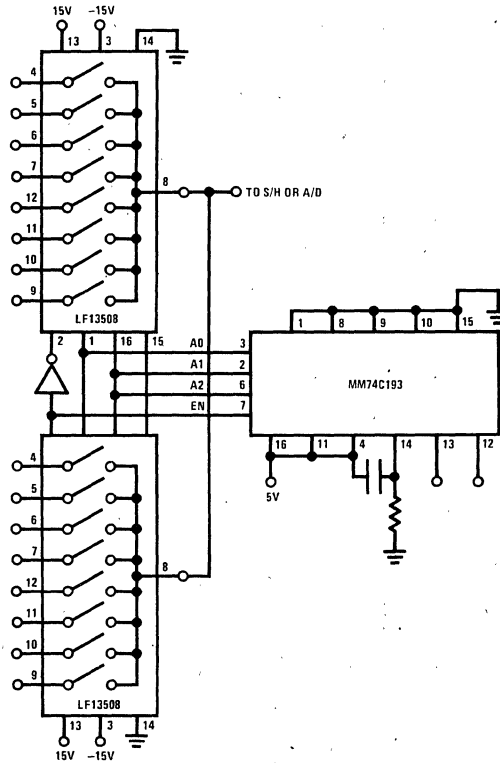 15V -15V
13 3 14
4
5
6
7
8 TO S/H OR A/D
12
11
10
9
LF13508
2 1 16 15
1 8 9 10 15
A0 3
A1 2
A2 6
EN 7
MM74C193
16 11 4 14 13 12
5V
4
5
6
7
8
12
11
10
9
LF13508
13 3 14
15V -15V